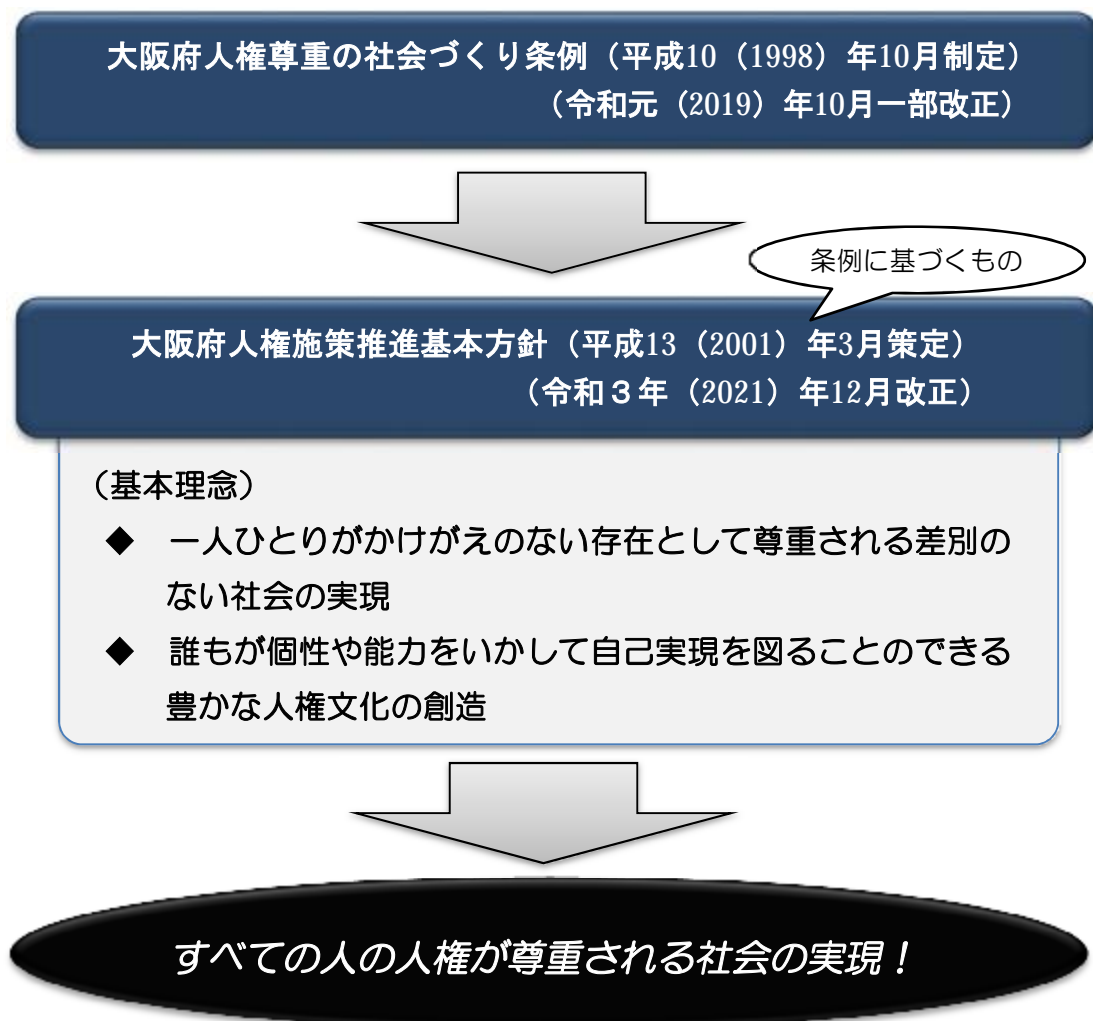 大阪府人権尊重の社会づくり条例（平成10（1998）年10月制定）
（令和元（2019）年10月一部改正）
条例に基づくもの
大阪府人権施策推進基本方針（平成13（2001）年3月策定）
（令和３年（2021）年12月改正）
（基本理念）
◆ 一人ひとりがかけがえのない存在として尊重される差別の
ない社会の実現
◆ 誰もが個性や能力をいかして自己実現を図ることのできる
豊かな人権文化の創造
すべての人の人権が尊重される社会の実現！